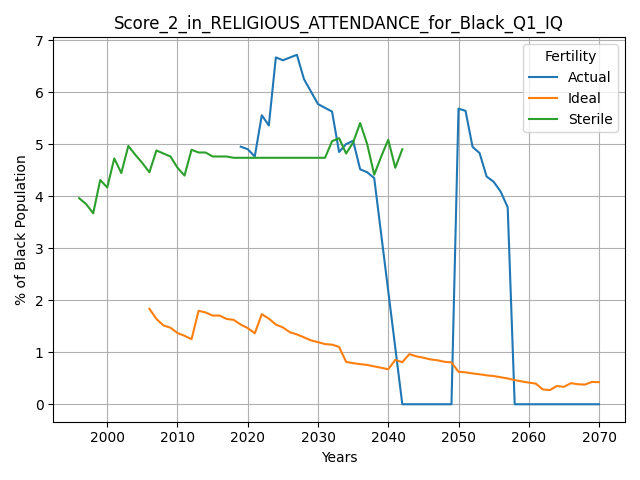 Score_2_in_RELIGIOUS_ATTENDANCE_for_Black_Q1_IQ
Fertility
Actual
Ideal
Sterile
% of Black Population
7
6
5
4
3
2
1
0
2000 2010 2020 2030 2040 2050 2060 2070
Years